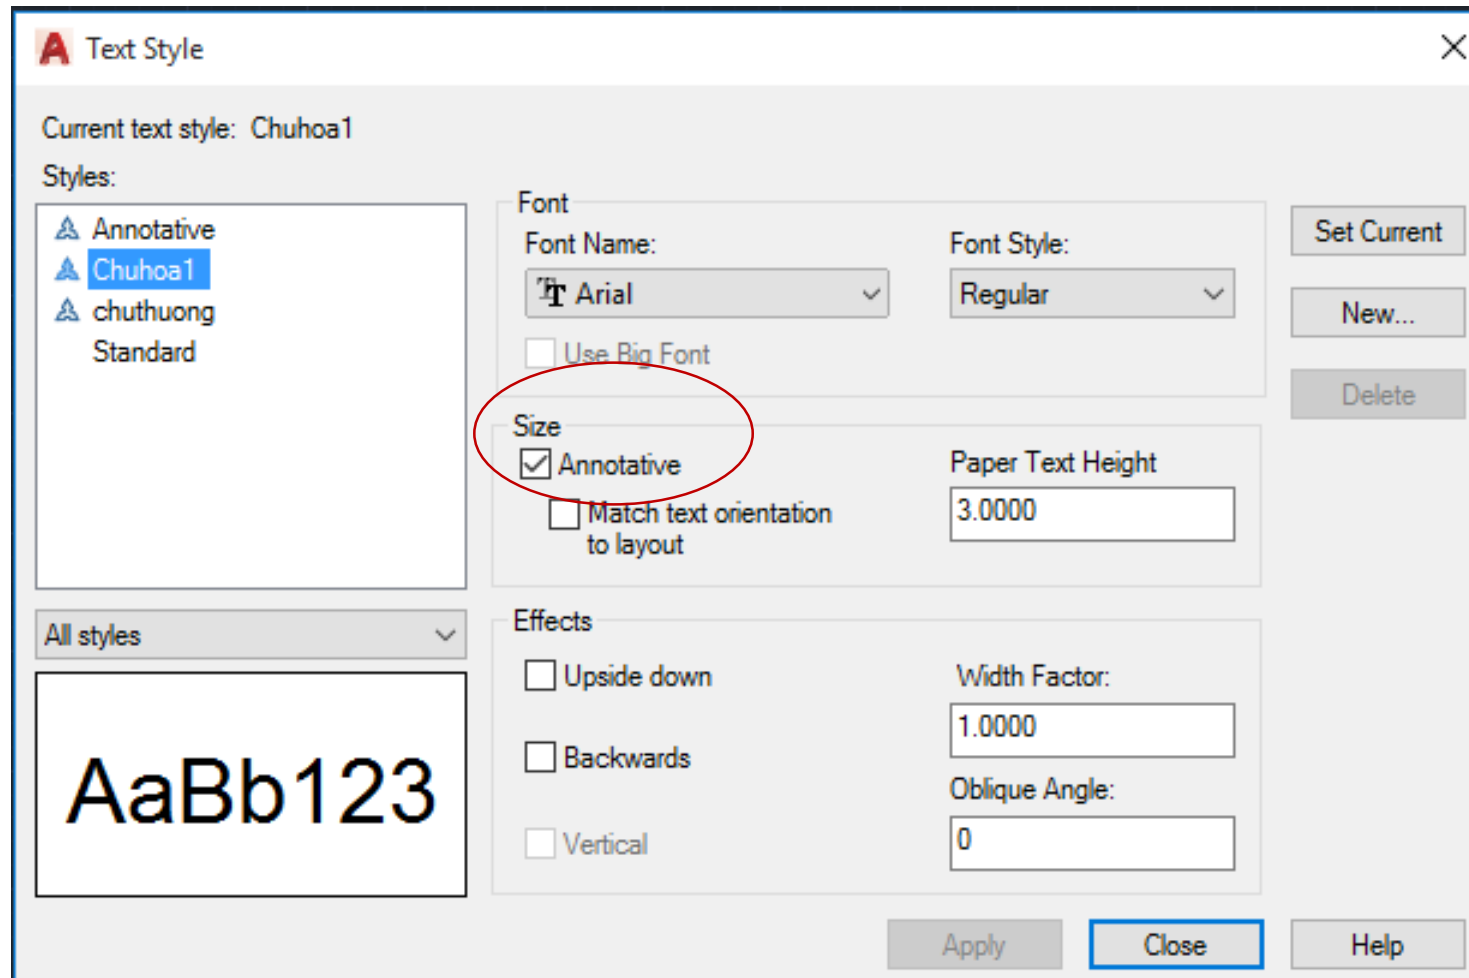 Text Style
Current text style: Chuhoa1
Styles:
Annotative
Chuhoa1
chuthuong
Standard
All styles
AaBb123
Font
Font Name:
Arial
Font Style:
Regular
Use Big Font
Size
Annotative
Match text orientation
to layout
Paper Text Height
3.0000
Effects
Upside down
Backwards
Vertical
Width Factor:
1.0000
Oblique Angle:
0
Set Current
New...
Delete
Apply
Close
Help